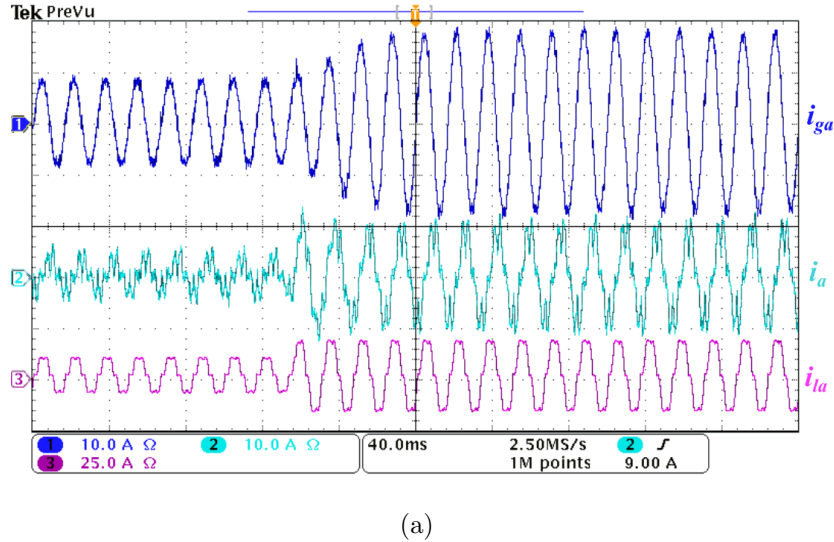 Tek PreVu
T
1
i_ga
2
i_a
3
i_la
1 10.0 A Ω 2 10.0 A Ω 40.0ms 2.50MS/s 2 ʃ
3 25.0 A Ω 1M points 9.00 A
(a)